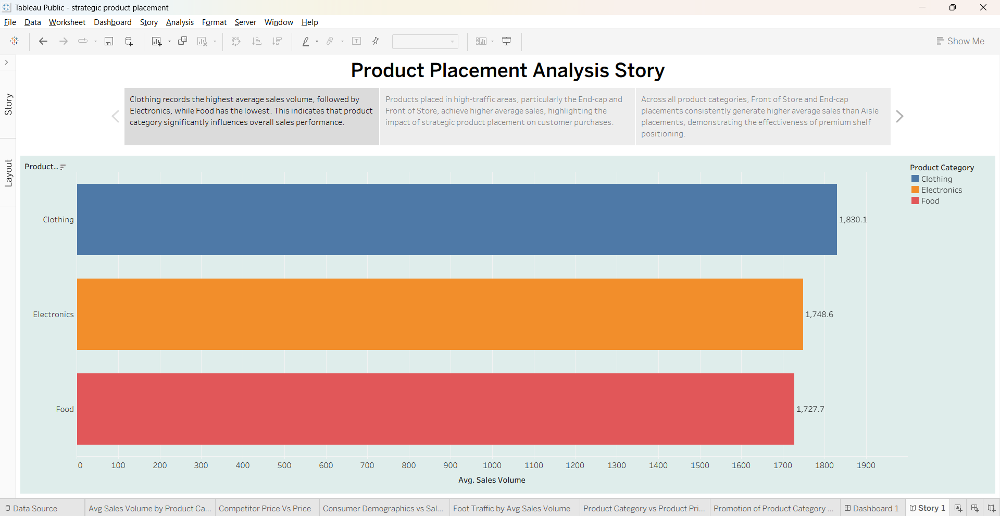 Tableau Public - strategic product placement
File Data Worksheet Dashboard Story Analysis Format Server Window Help
Show Me
Story
Layout
Product Placement Analysis Story
Clothing records the highest average sales volume, followed by
Electronics, while Food has the lowest. This indicates that product
category significantly influences overall sales performance.
Products placed in high-traffic areas, particularly the End-cap and
Front of Store, achieve higher average sales, highlighting the
impact of strategic product placement on customer purchases.
Across all product categories, Front of Store and End-cap
placements consistently generate higher average sales than Aisle
placements, demonstrating the effectiveness of premium shelf
positioning.
Product..
Product Category
Clothing
Electronics
Food
Clothing
1,830.1
Electronics
1,748.6
Food
1,727.7
0 100 200 300 400 500 600 700 800 900 1000 1100 1200 1300 1400 1500 1600 1700 1800 1900
Avg. Sales Volume
Data Source Avg Sales Volume by Product Ca... Competitor Price Vs Price Consumer Demographics vs Sal... Foot Traffic by Avg Sales Volume Product Category vs Product Pri... Promotion of Product Category ... Dashboard 1 Story 1